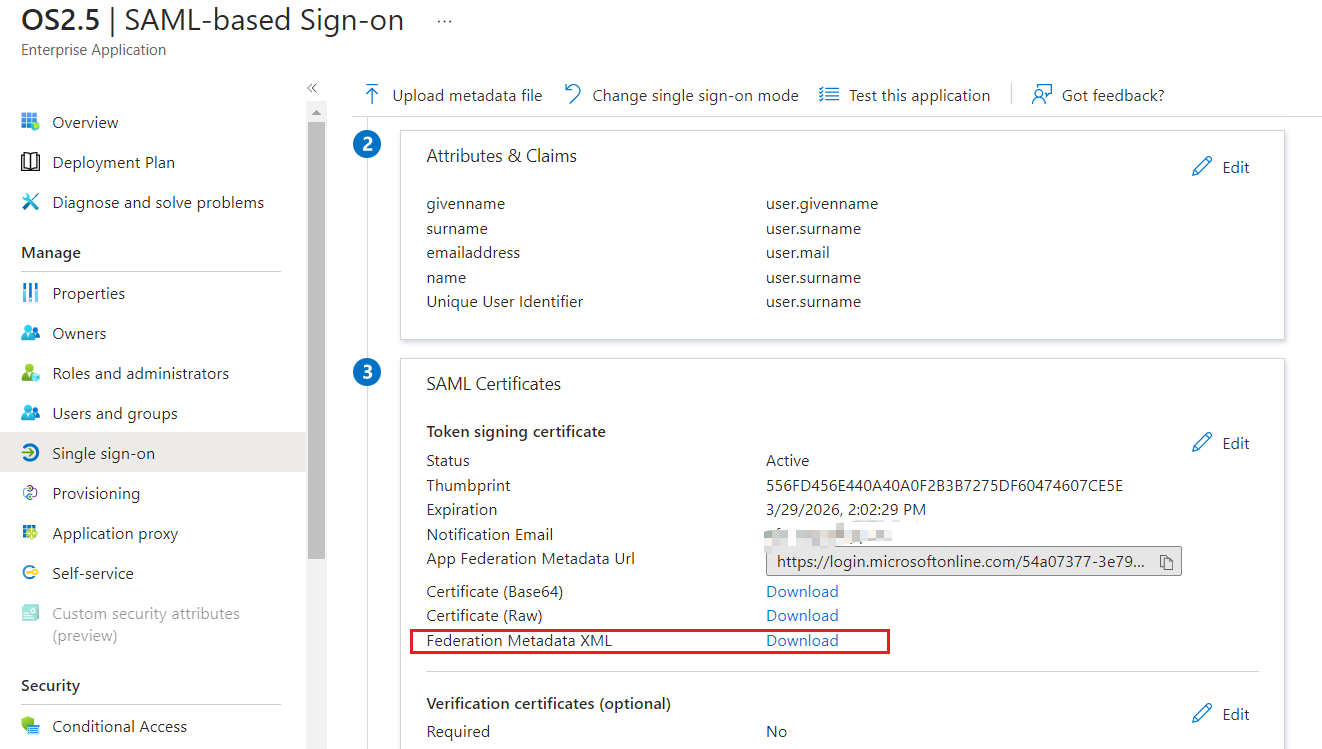 OS2.5 | SAML-based Sign-on ...
Enterprise Application
Overview
Deployment Plan
Diagnose and solve problems
Manage
Properties
Owners
Roles and administrators
Users and groups
Single sign-on
Provisioning
Application proxy
Self-service
Custom security attributes
(preview)
Security
Conditional Access
Upload metadata file Change single sign-on mode Test this application Got feedback?
2
Attributes & Claims
Edit
givenname user.givenname
surname user.surname
emailaddress user.mail
name user.surname
Unique User Identifier user.surname
3
SAML Certificates
Token signing certificate
Edit
Status Active
Thumbprint 556FD456E440A40A0F2B3B7275DF60474607CE5E
Expiration 3/29/2026, 2:02:29 PM
Notification Email
App Federation Metadata Url https://login.microsoftonline.com/54a07377-3e79...
Certificate (Base64) Download
Certificate (Raw) Download
Federation Metadata XML Download
Verification certificates (optional)
Edit
Required No